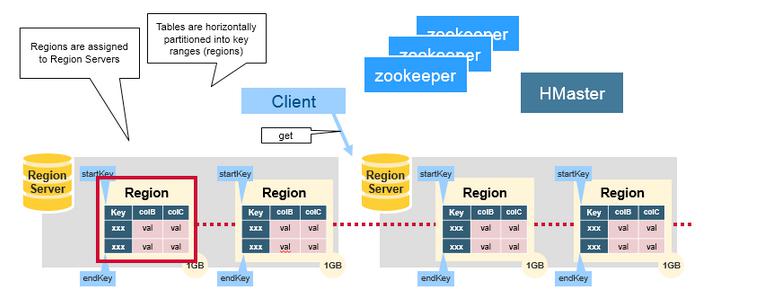 Regions are assigned
to Region Servers
Tables are horizontally
partitioned into key
ranges (regions)
zookeeper
zookeeper
zookeeper
HMaster
Client
get
Region
Server
startKey
Region
Key colB colC
xxx val val
xxx val val
endKey
1GB
startKey
Region
Key colB colC
xxx val val
xxx val val
endKey
1GB
Region
Server
startKey
Region
Key colB colC
xxx val val
xxx val val
endKey
1GB
startKey
Region
Key colB colC
xxx val val
xxx val val
endKey
1GB